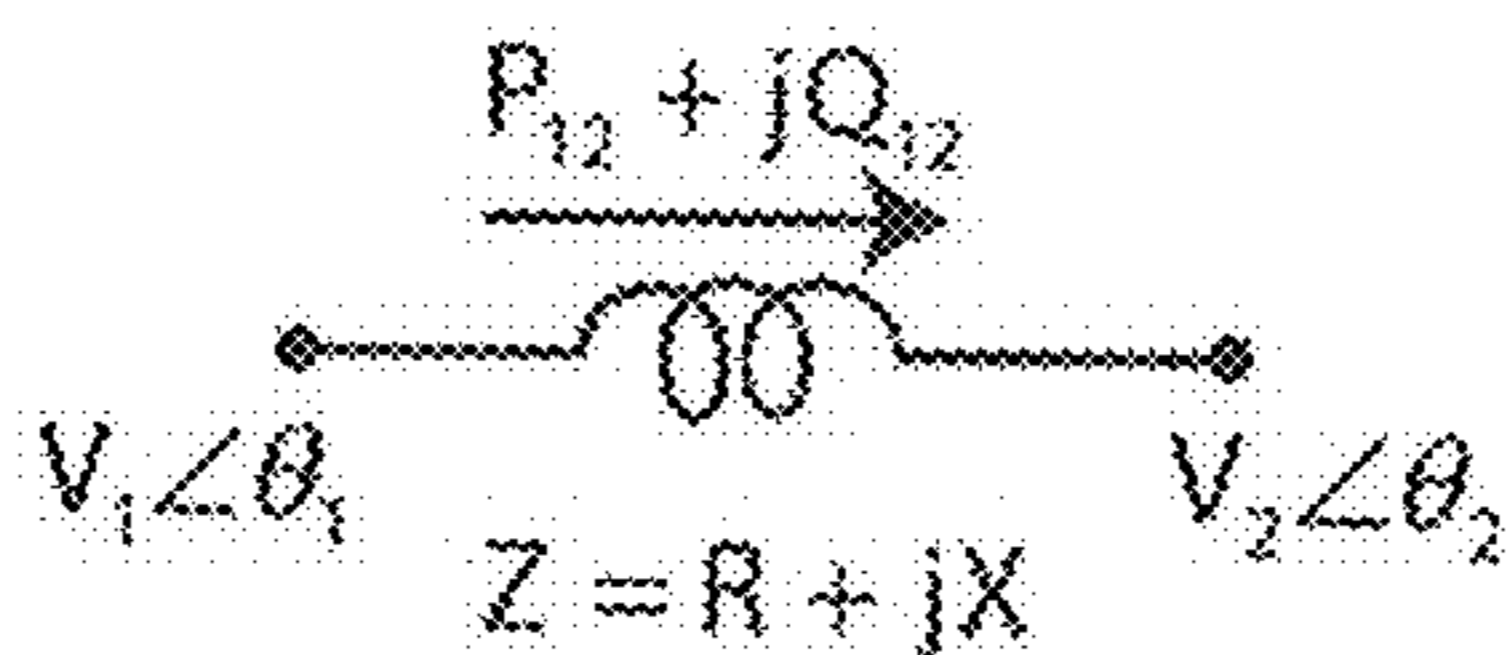 P₁₂ + jQ₁₂
V₁∠θ₁
V₂∠θ₂
Z = R + jX